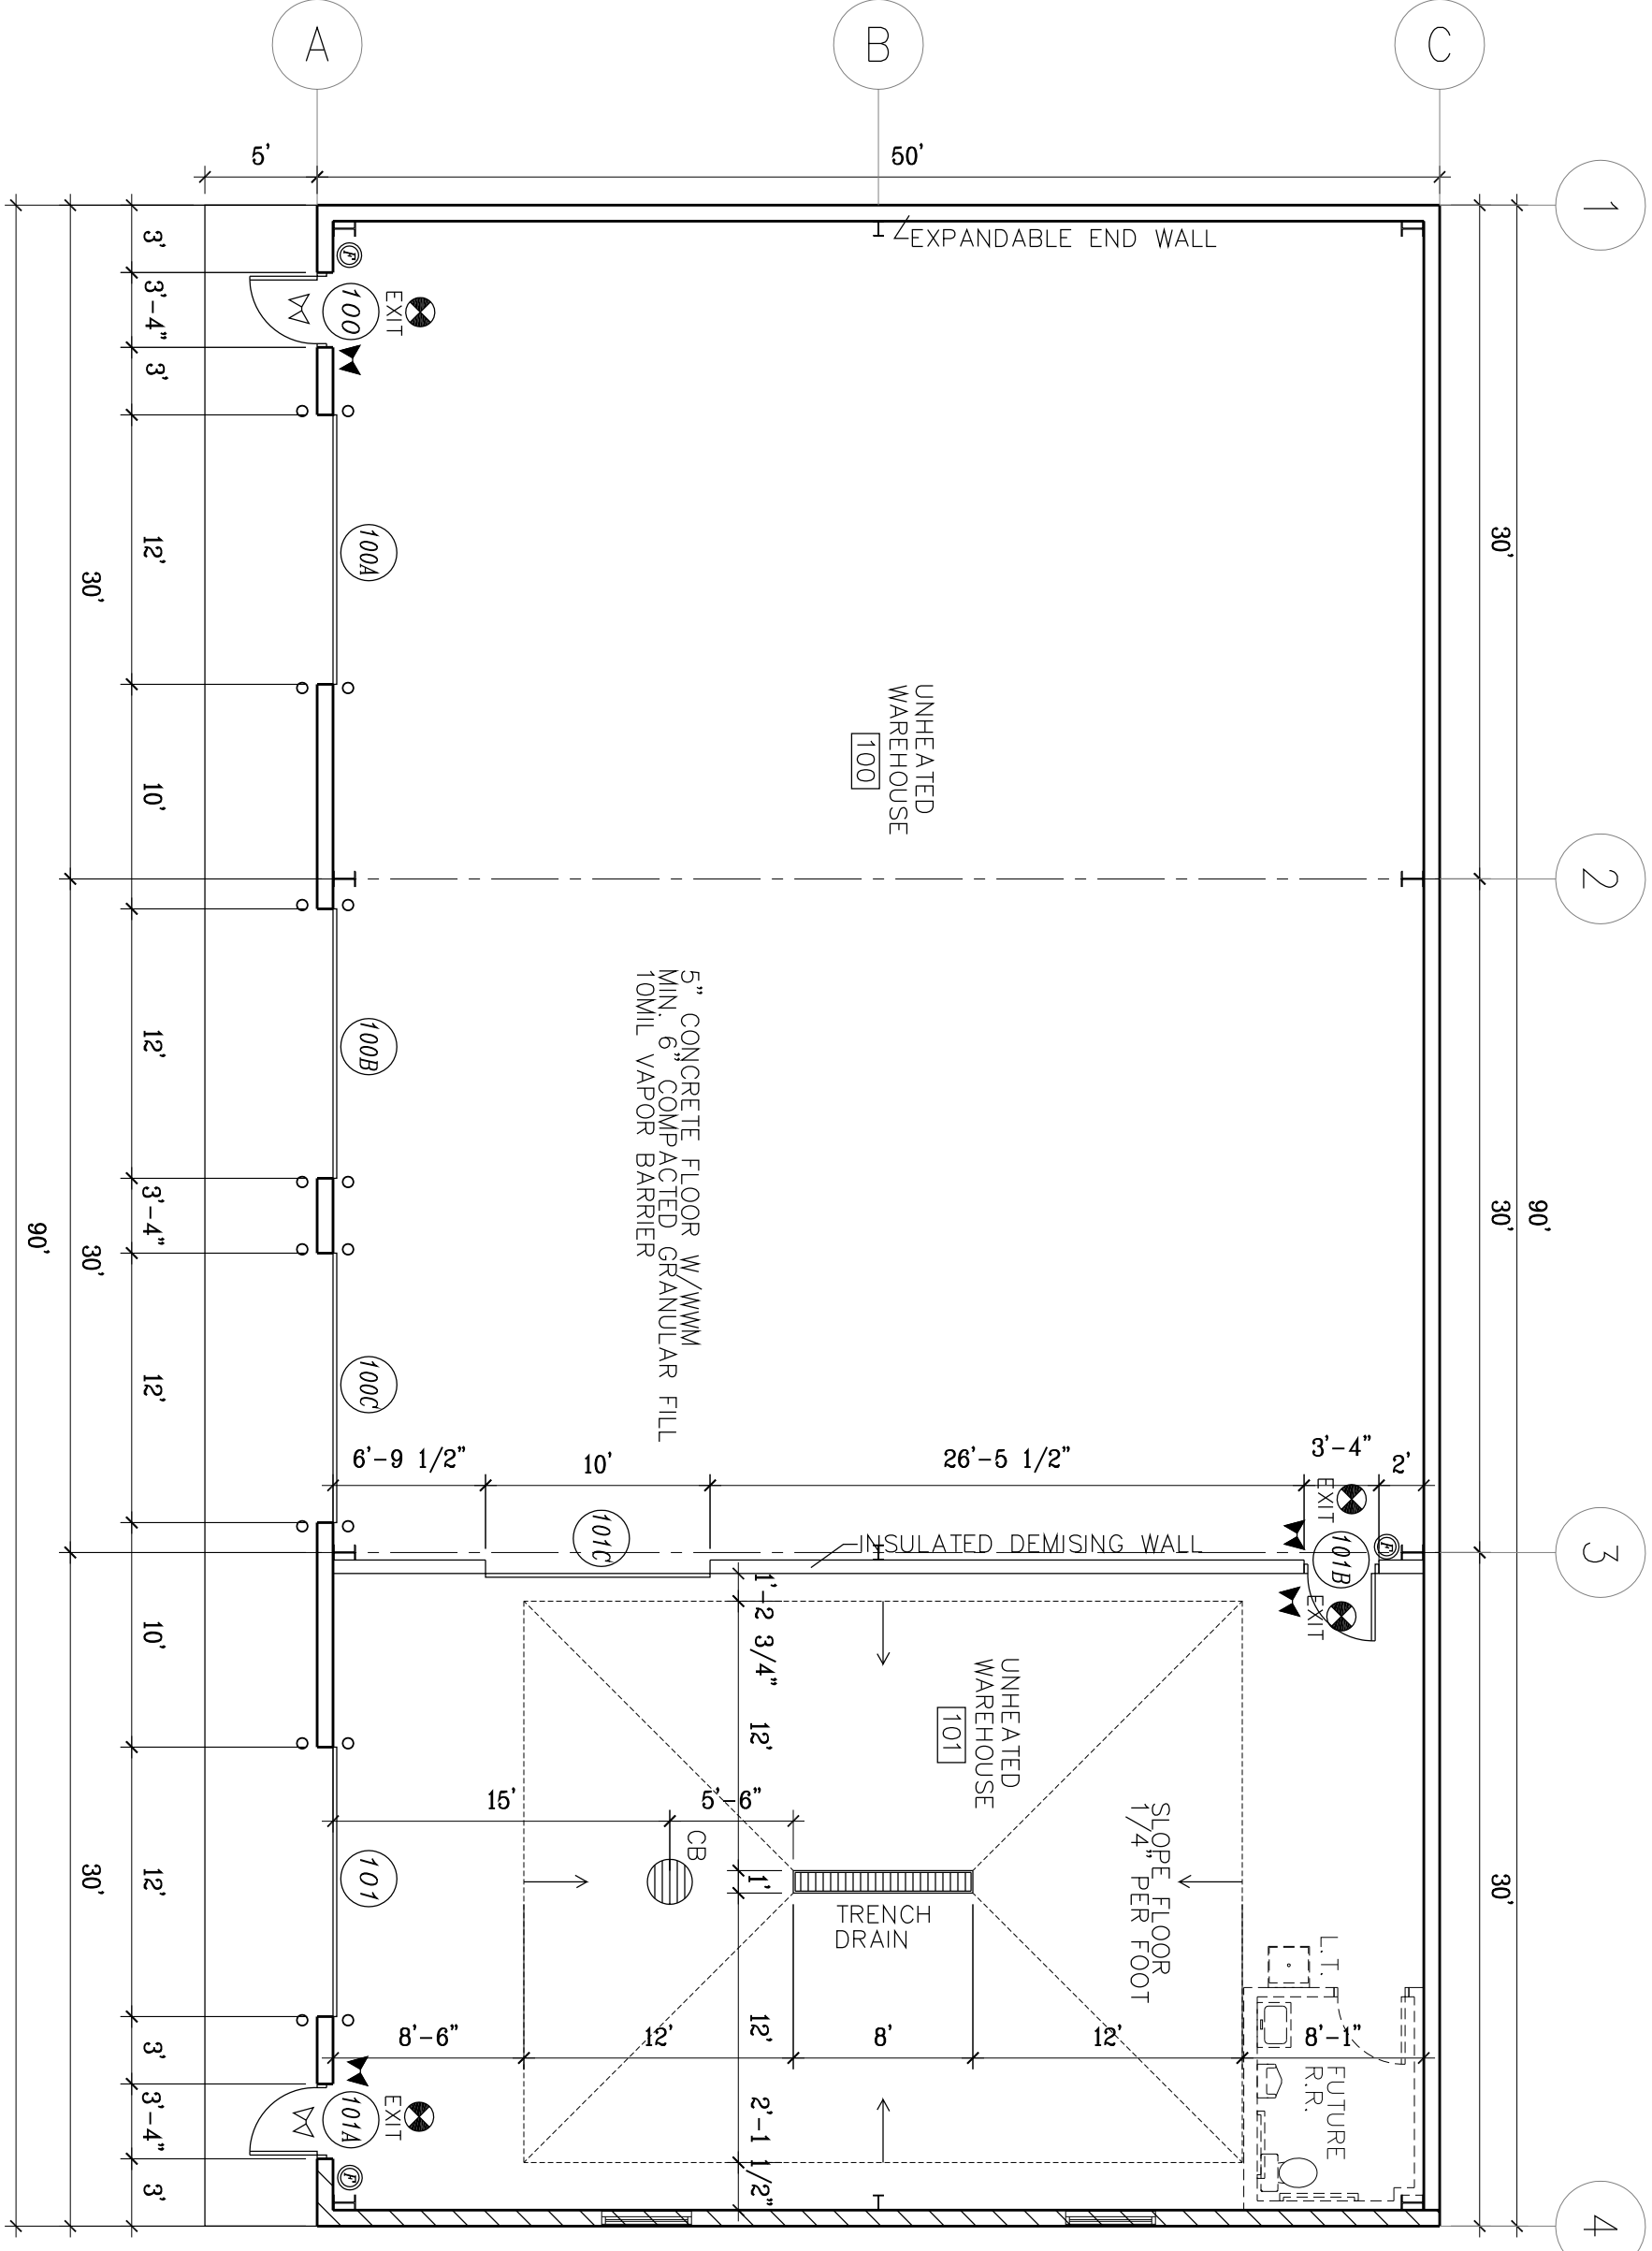 A
B
C
1
2
3
4
5'
50'
EXPANDABLE END WALL
3'
3'-4"
3'
12'
10'
12'
3'-4"
12'
10'
12'
3'
3'-4"
3'
30'
30'
30'
90'
30'
30'
30'
90'
F
100
EXIT
100A
100B
100C
UNHEATED
WAREHOUSE
100
5" CONCRETE FLOOR W/WWM
MIN. 6" COMPACTED GRANULAR FILL
10MIL VAPOR BARRIER
6'-9 1/2"
10'
26'-5 1/2"
3'-4"
2'
EXIT
101C
INSULATED DEMISING WALL
101B
F
EXIT
1'-2 3/4"
12'
1'
12'
2'-1 1/2"
UNHEATED
WAREHOUSE
101
SLOPE FLOOR
1/4" PER FOOT
15'
5'-6"
CB
TRENCH
DRAIN
101
L.T.
8'-6"
12'
8'
12'
8'-1"
FUTURE
R.R.
101A
EXIT
F